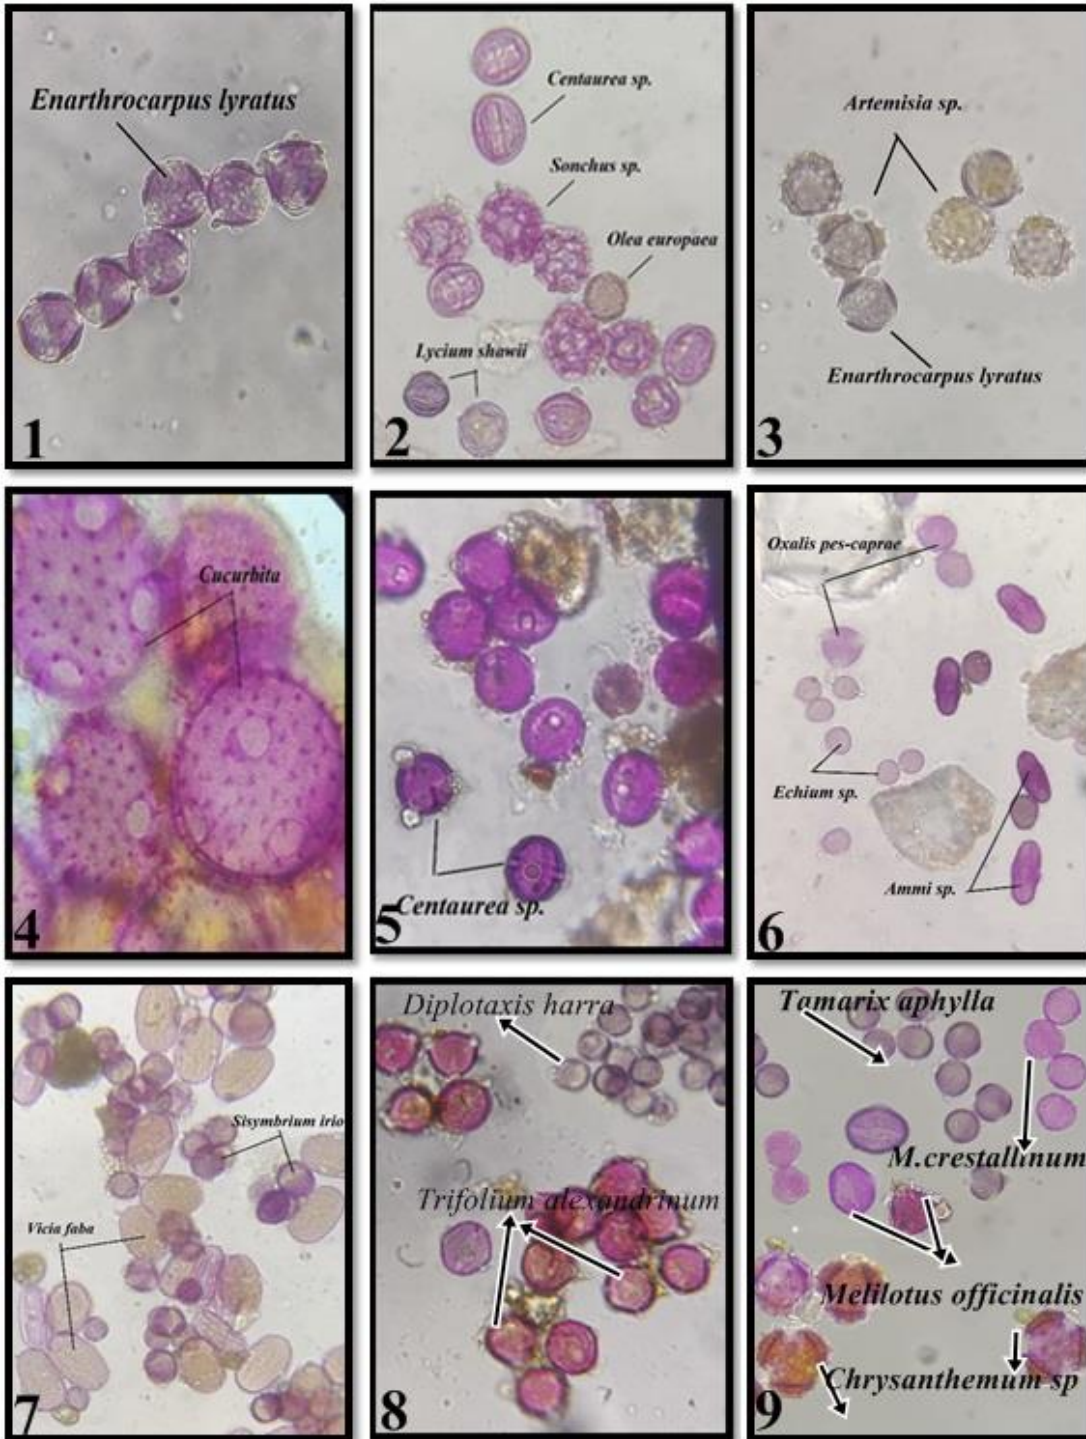 Enarthrocarpus lyratus
1
Centaurea sp.
Sonchus sp.
Olea europaea
Lycium shawii
2
Artemisia sp.
Enarthrocarpus lyratus
3
Cucurbita
4
Centaurea sp.
5
Oxalis pes-caprae
Echium sp.
Ammi sp.
6
Sisymbrium irio
Vicia faba
7
Diplotaxis harra
Trifolium alexandrinum
8
Tamarix aphylla
M.crestallinum
Melilotus officinalis
Chrysanthemum sp
9